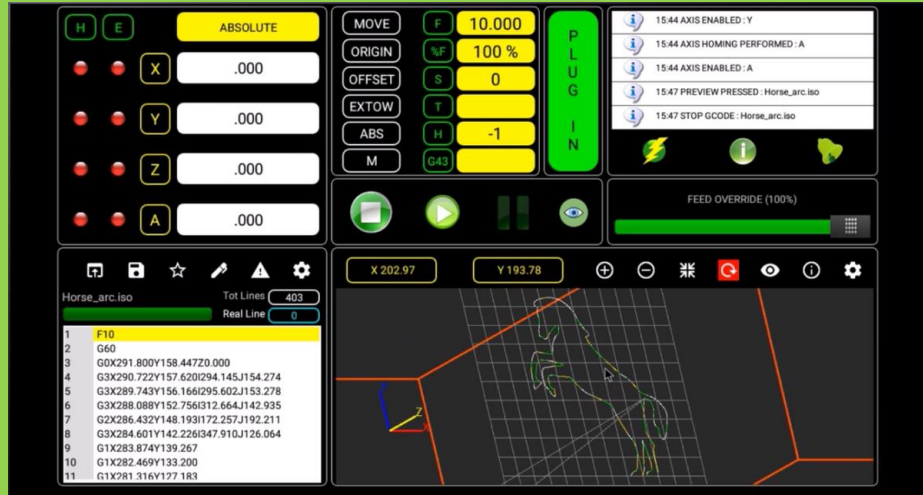 H E ABSOLUTE
X .000
Y .000
Z .000
A .000
MOVE F 10.000
ORIGIN %F 100 %
OFFSET S 0
EXTOW T
ABS H -1
M G43
PLUG IN
15:44 AXIS ENABLED : Y
15:44 AXIS HOMING PERFORMED : A
15:44 AXIS ENABLED : A
15:47 PREVIEW PRESSED : Horse_arc.iso
15:47 STOP GCODE : Horse_arc.iso
FEED OVERRIDE (100%)
Horse_arc.iso Tot Lines 403
Real Line 0
1 F10
2 G60
3 G0X291.800Y158.447Z0.000
4 G3X290.722Y157.620I294.145J154.274
5 G3X289.743Y156.166I295.602J153.278
6 G3X288.088Y152.756I312.664J142.935
7 G2X286.432Y148.193I172.257J192.211
8 G3X284.601Y142.226I347.910J126.064
9 G1X283.874Y139.267
10 G1X282.469Y133.200
11 G1X281.316Y127.183
X 202.97 Y 193.78
Z
X